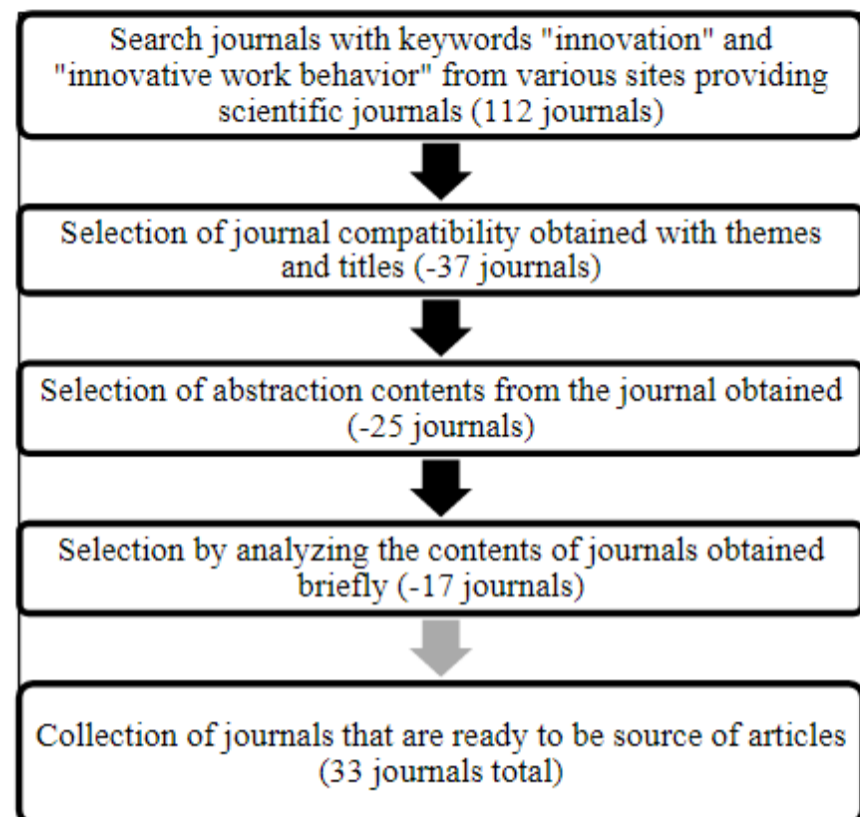 Search journals with keywords "innovation" and
"innovative work behavior" from various sites providing
scientific journals (112 journals)
Selection of journal compatibility obtained with themes
and titles (-37 journals)
Selection of abstraction contents from the journal obtained
(-25 journals)
Selection by analyzing the contents of journals obtained
briefly (-17 journals)
Collection of journals that are ready to be source of articles
(33 journals total)